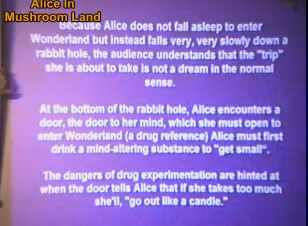 Alice In
Mushroom Land
Because Alice does not fall asleep to enter
Wonderland but instead falls very, very slowly down a
rabbit hole, the audience understands that the "trip"
she is about to take is not a dream in the normal
sense.
At the bottom of the rabbit hole, Alice encounters a
door, the door to her mind, which she must open to
enter Wonderland (a drug reference) Alice must first
drink a mind-altering substance to "get small".
The dangers of drug experimentation are hinted at
when the door tells Alice that if she takes too much
she'll, "go out like a candle."